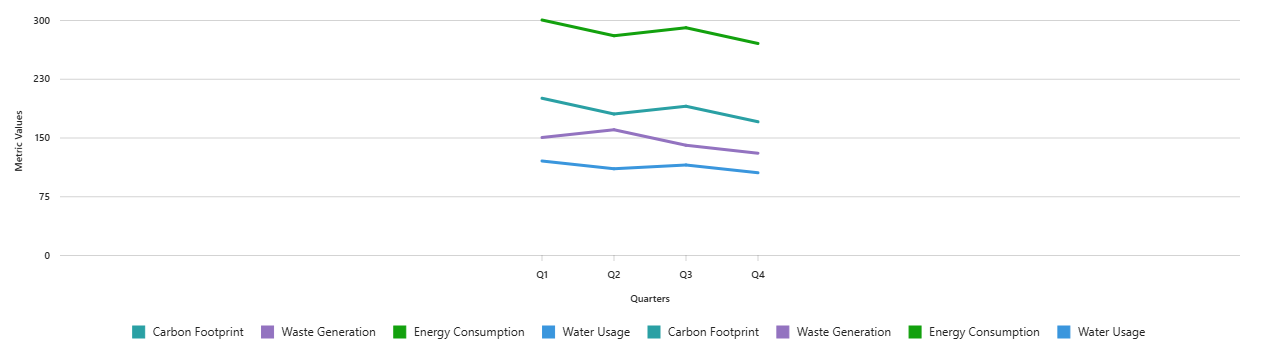 300
230
150
75
0
Metric Values
Q1 Q2 Q3 Q4
Quarters
Carbon Footprint Waste Generation Energy Consumption Water Usage Carbon Footprint Waste Generation Energy Consumption Water Usage